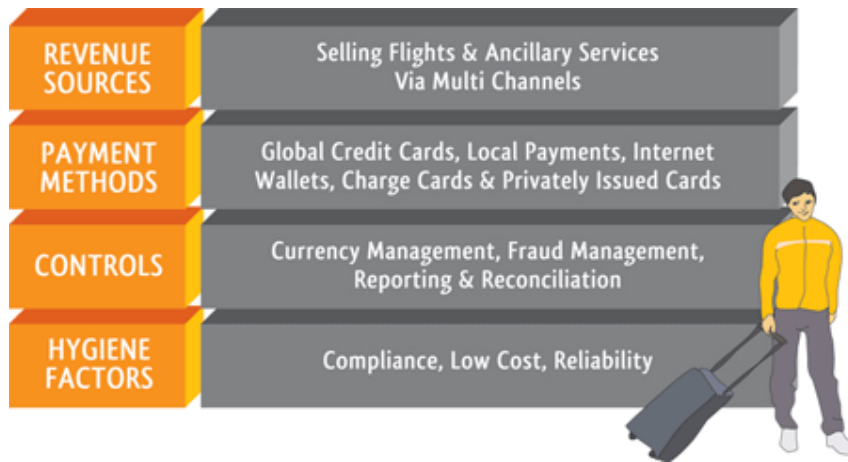 REVENUE
SOURCES
Selling Flights & Ancillary Services
Via Multi Channels
PAYMENT
METHODS
Global Credit Cards, Local Payments, Internet
Wallets, Charge Cards & Privately Issued Cards
CONTROLS
Currency Management, Fraud Management,
Reporting & Reconciliation
HYGIENE
FACTORS
Compliance, Low Cost, Reliability